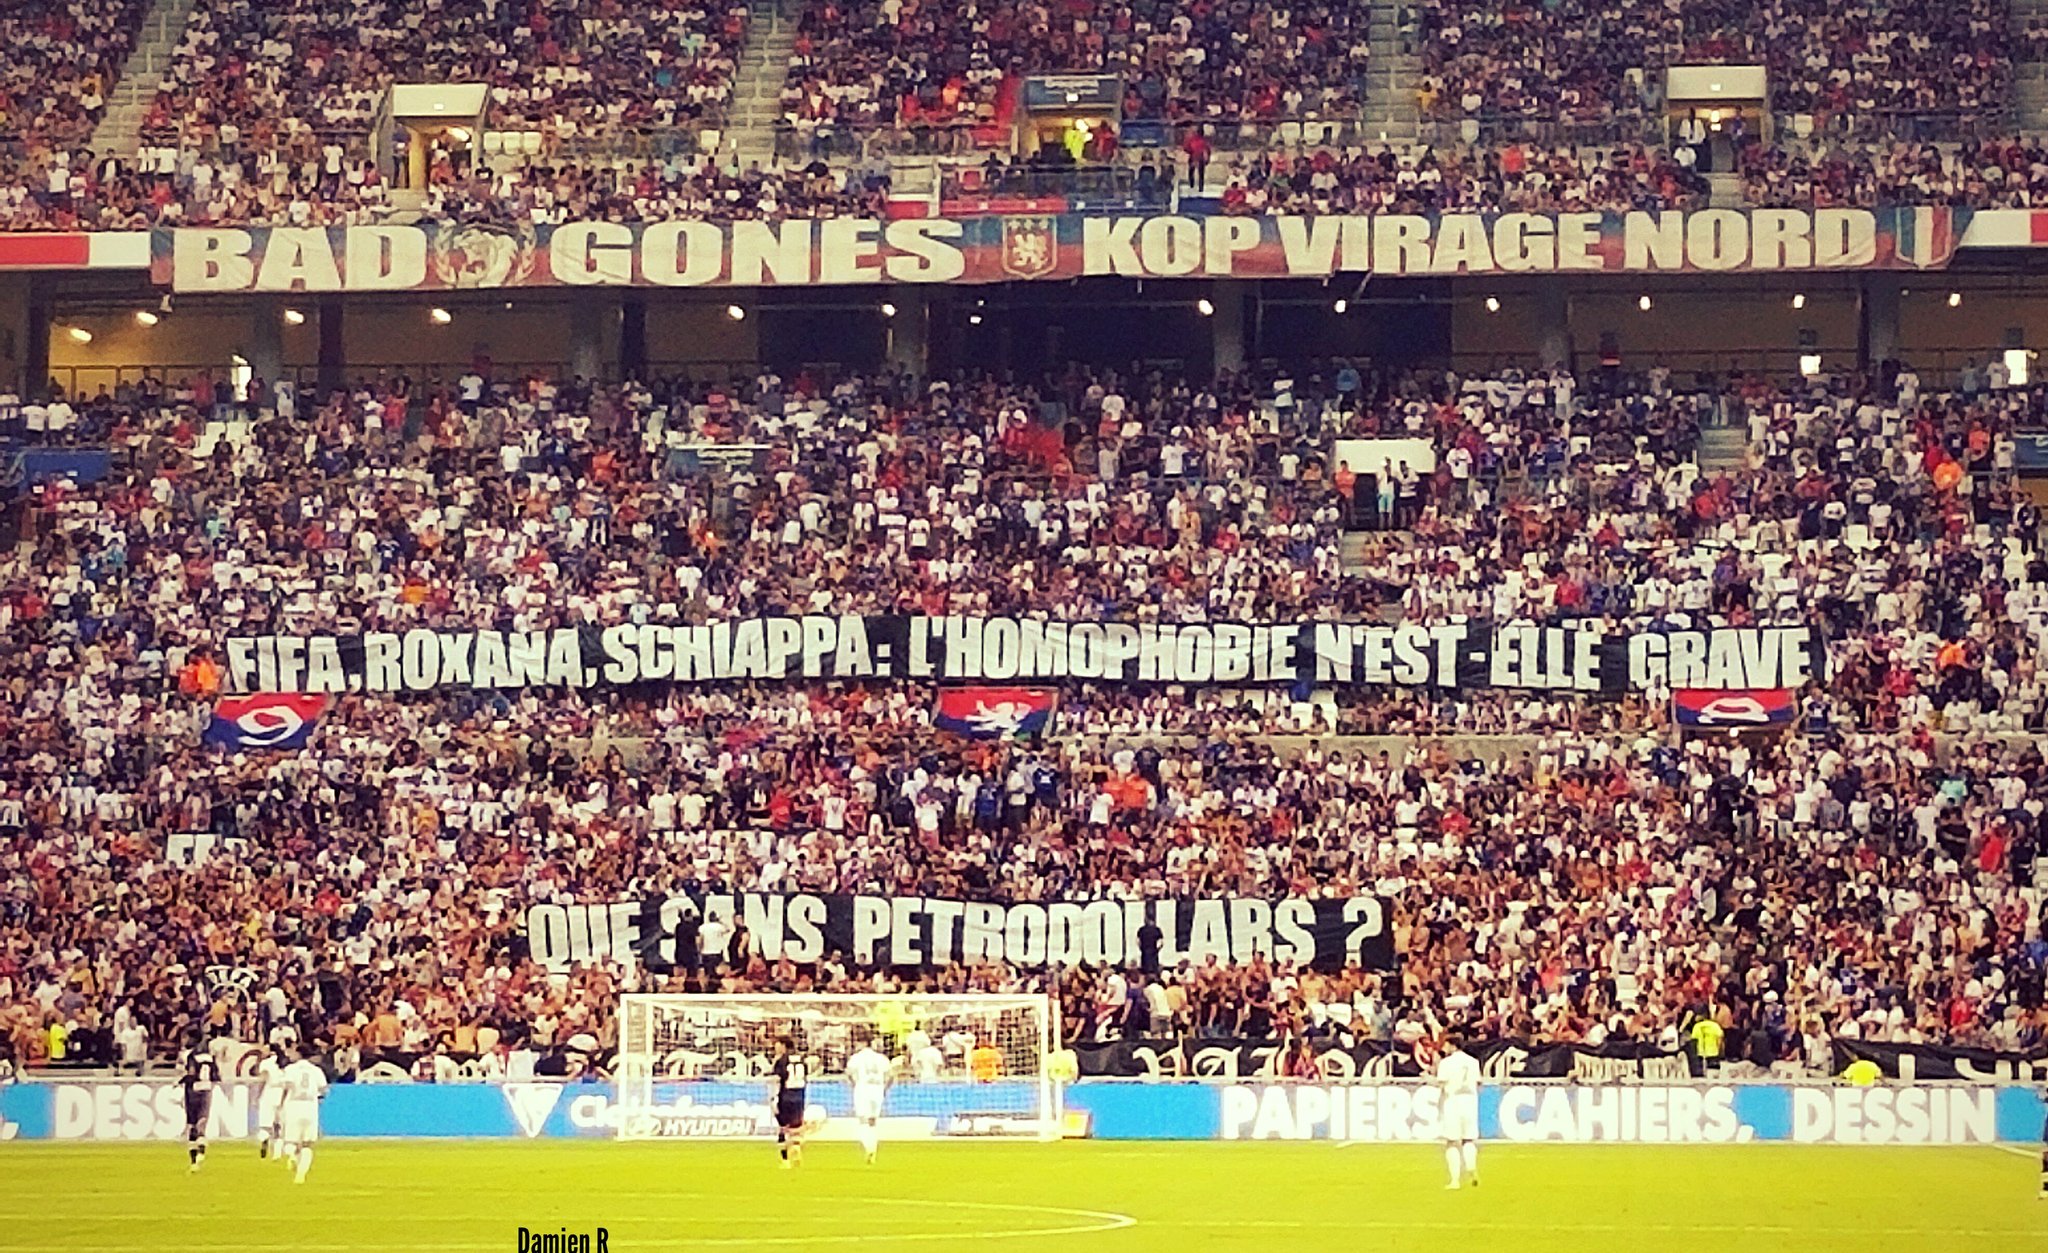 BAD GONES KOP VIRAGE NORD
FIFA, ROXANA, SCHIAPPA: L'HOMOPHOBIE N'EST-ELLE GRAVE
QUE SANS PETRODOLLARS ?
DESSIN
Clairefontaine
HYUNDAI
PAPIERS, CAHIERS, DESSIN
Damien R